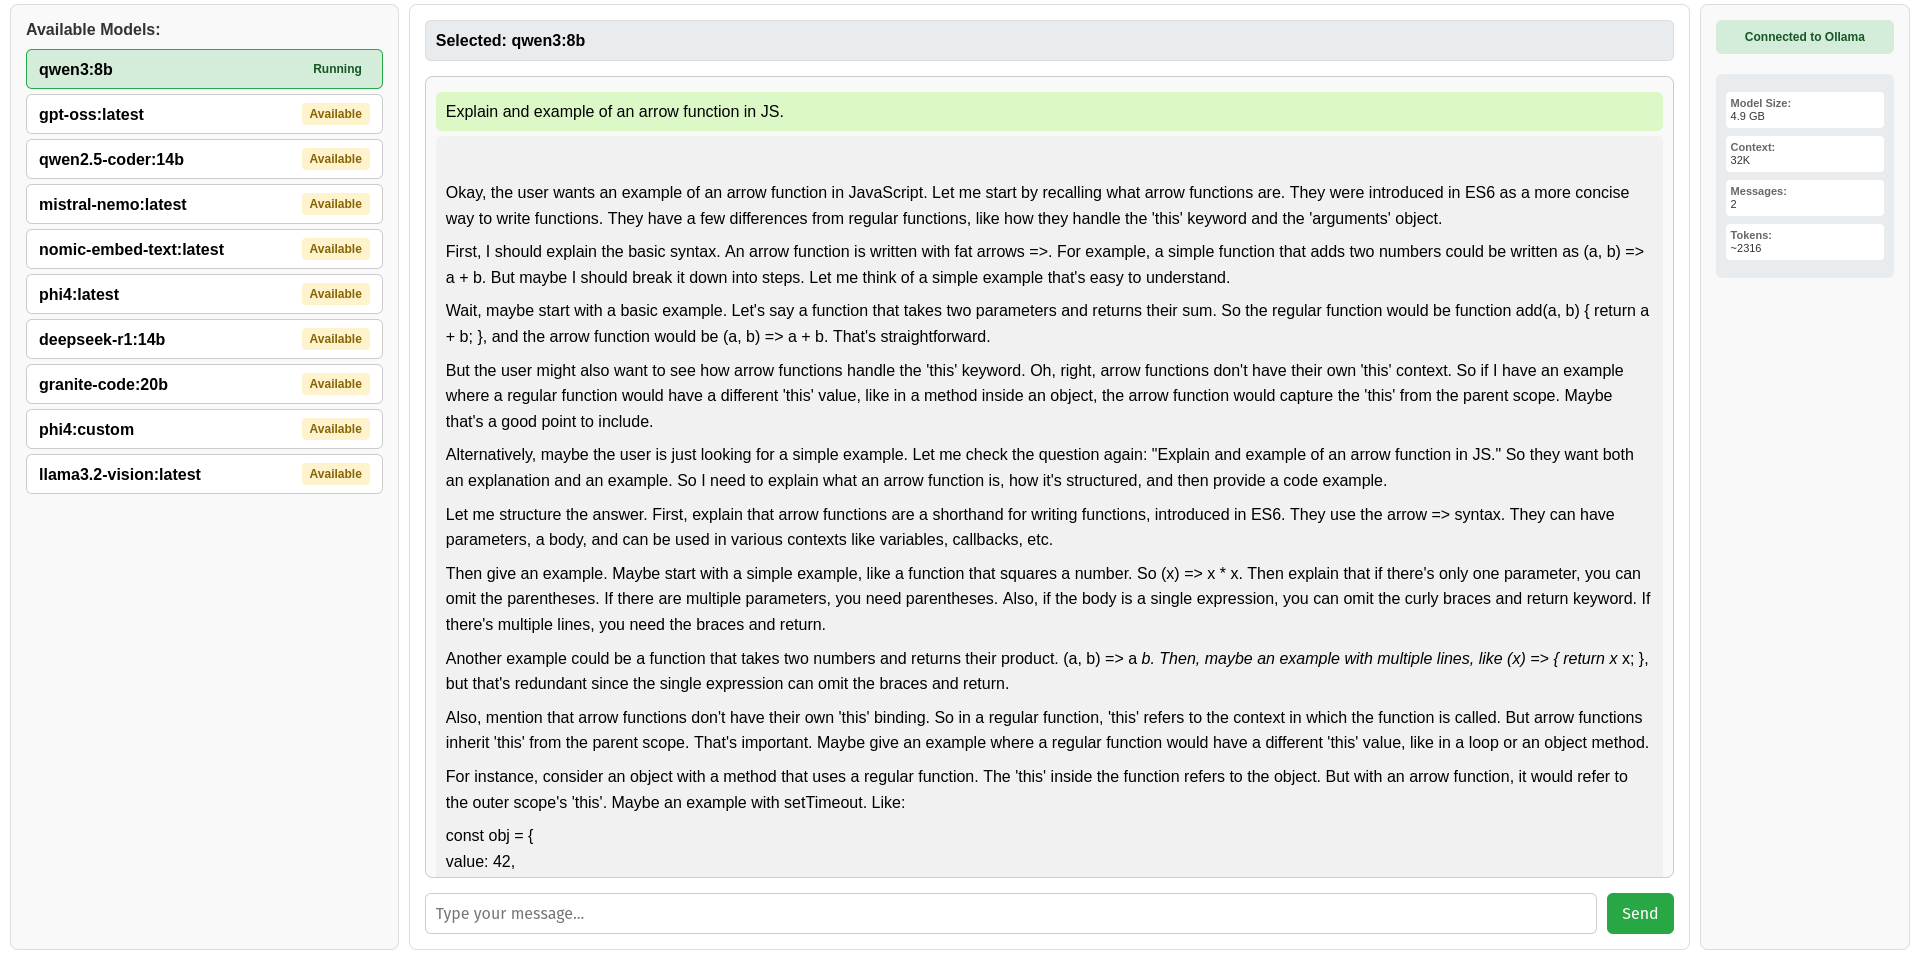 Available Models:
qwen3:8b Running
gpt-oss:latest Available
qwen2.5-coder:14b Available
mistral-nemo:latest Available
nomic-embed-text:latest Available
phi4:latest Available
deepseek-r1:14b Available
granite-code:20b Available
phi4:custom Available
llama3.2-vision:latest Available
Selected: qwen3:8b
Explain and example of an arrow function in JS.
Okay, the user wants an example of an arrow function in JavaScript. Let me start by recalling what arrow functions are. They were introduced in ES6 as a more concise
way to write functions. They have a few differences from regular functions, like how they handle the 'this' keyword and the 'arguments' object.
First, I should explain the basic syntax. An arrow function is written with fat arrows =>. For example, a simple function that adds two numbers could be written as (a, b) =>
a + b. But maybe I should break it down into steps. Let me think of a simple example that's easy to understand.
Wait, maybe start with a basic example. Let's say a function that takes two parameters and returns their sum. So the regular function would be function add(a, b) { return a
+ b; }, and the arrow function would be (a, b) => a + b. That's straightforward.
But the user might also want to see how arrow functions handle the 'this' keyword. Oh, right, arrow functions don't have their own 'this' context. So if I have an example
where a regular function would have a different 'this' value, like in a method inside an object, the arrow function would capture the 'this' from the parent scope. Maybe
that's a good point to include.
Alternatively, maybe the user is just looking for a simple example. Let me check the question again: "Explain and example of an arrow function in JS." So they want both
an explanation and an example. So I need to explain what an arrow function is, how it's structured, and then provide a code example.
Let me structure the answer. First, explain that arrow functions are a shorthand for writing functions, introduced in ES6. They use the arrow => syntax. They can have
parameters, a body, and can be used in various contexts like variables, callbacks, etc.
Then give an example. Maybe start with a simple example, like a function that squares a number. So (x) => x * x. Then explain that if there's only one parameter, you can
omit the parentheses. If there are multiple parameters, you need parentheses. Also, if the body is a single expression, you can omit the curly braces and return keyword. If
there's multiple lines, you need the braces and return.
Another example could be a function that takes two numbers and returns their product. (a, b) => a b. Then, maybe an example with multiple lines, like (x) => { return x x; },
but that's redundant since the single expression can omit the braces and return.
Also, mention that arrow functions don't have their own 'this' binding. So in a regular function, 'this' refers to the context in which the function is called. But arrow functions
inherit 'this' from the parent scope. That's important. Maybe give an example where a regular function would have a different 'this' value, like in a loop or an object method.
For instance, consider an object with a method that uses a regular function. The 'this' inside the function refers to the object. But with an arrow function, it would refer to
the outer scope's 'this'. Maybe an example with setTimeout. Like:
const obj = {
value: 42,
Type your message...
Send
Connected to Ollama
Model Size:
4.9 GB
Context:
32K
Messages:
2
Tokens:
~2316